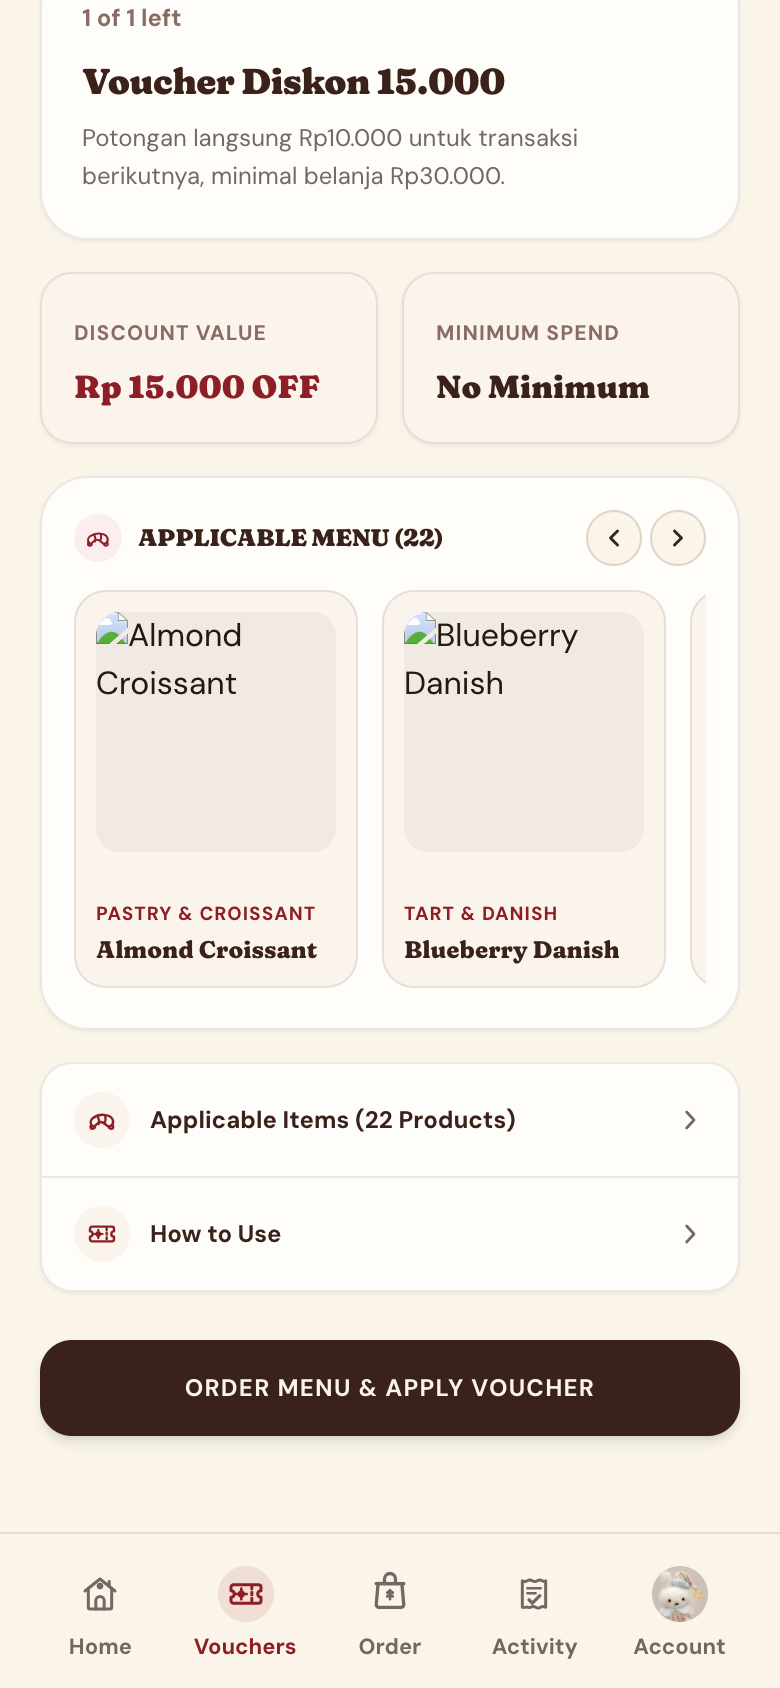 1 of 1 left
Voucher Diskon 15.000
Potongan langsung Rp10.000 untuk transaksi
berikutnya, minimal belanja Rp30.000.
DISCOUNT VALUE
Rp 15.000 OFF
MINIMUM SPEND
No Minimum
APPLICABLE MENU (22)
Almond
Croissant
PASTRY & CROISSANT
Almond Croissant
Blueberry
Danish
TART & DANISH
Blueberry Danish
Applicable Items (22 Products)
How to Use
ORDER MENU & APPLY VOUCHER
Home
Vouchers
Order
Activity
Account